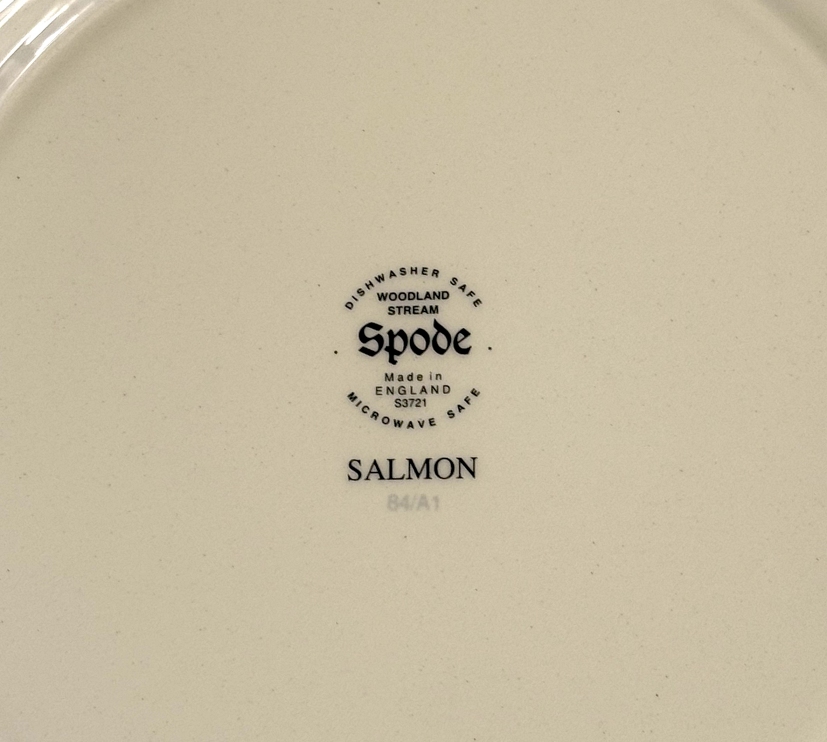 DISHWASHER SAFE
WOODLAND
STREAM
Spode
Made in
ENGLAND
S3721
MICROWAVE SAFE
SALMON
84/A1